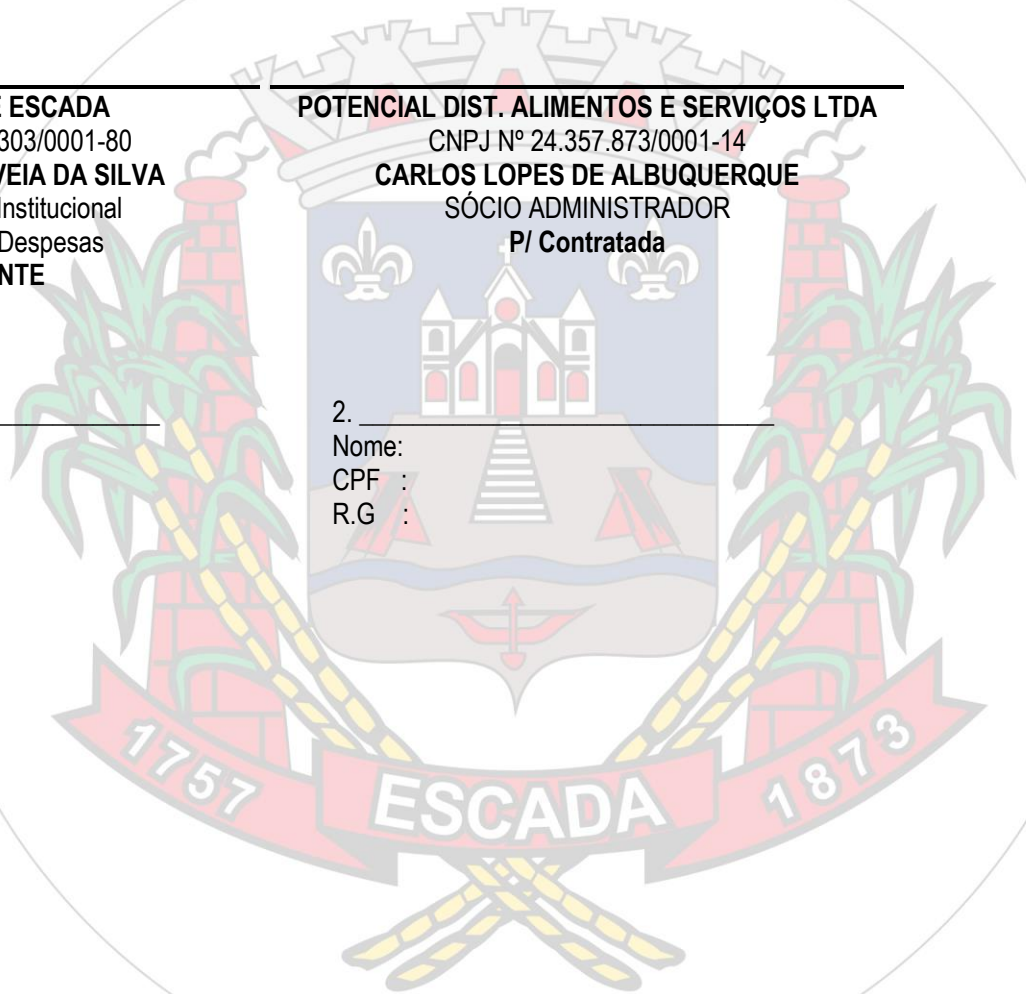 ESCADA
303/0001-80
VEIA DA SILVA
Institucional
Despesas
NTE
POTENCIAL DIST. ALIMENTOS E SERVIÇOS LTDA
CNPJ Nº 24.357.873/0001-14
CARLOS LOPES DE ALBUQUERQUE
SÓCIO ADMINISTRADOR
P/ Contratada
2. ____________________________
Nome:
CPF :
R.G :
1757
ESCADA
1873